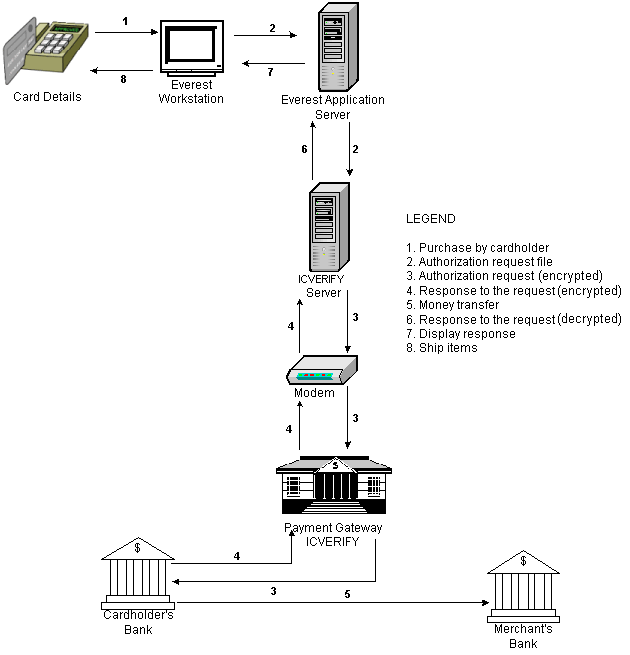 1
2
8
7
Card Details
Everest
Workstation
Everest Application
Server
6
2
LEGEND
1. Purchase by cardholder
2. Authorization request file
3. Authorization request (encrypted)
4. Response to the request (encrypted)
5. Money transfer
6. Response to the request (decrypted)
7. Display response
8. Ship items
ICVERIFY
Server
4
3
Modem
4
3
$
Payment Gateway
ICVERIFY
$
4
3
5
$
Cardholder's
Bank
Merchant's
Bank